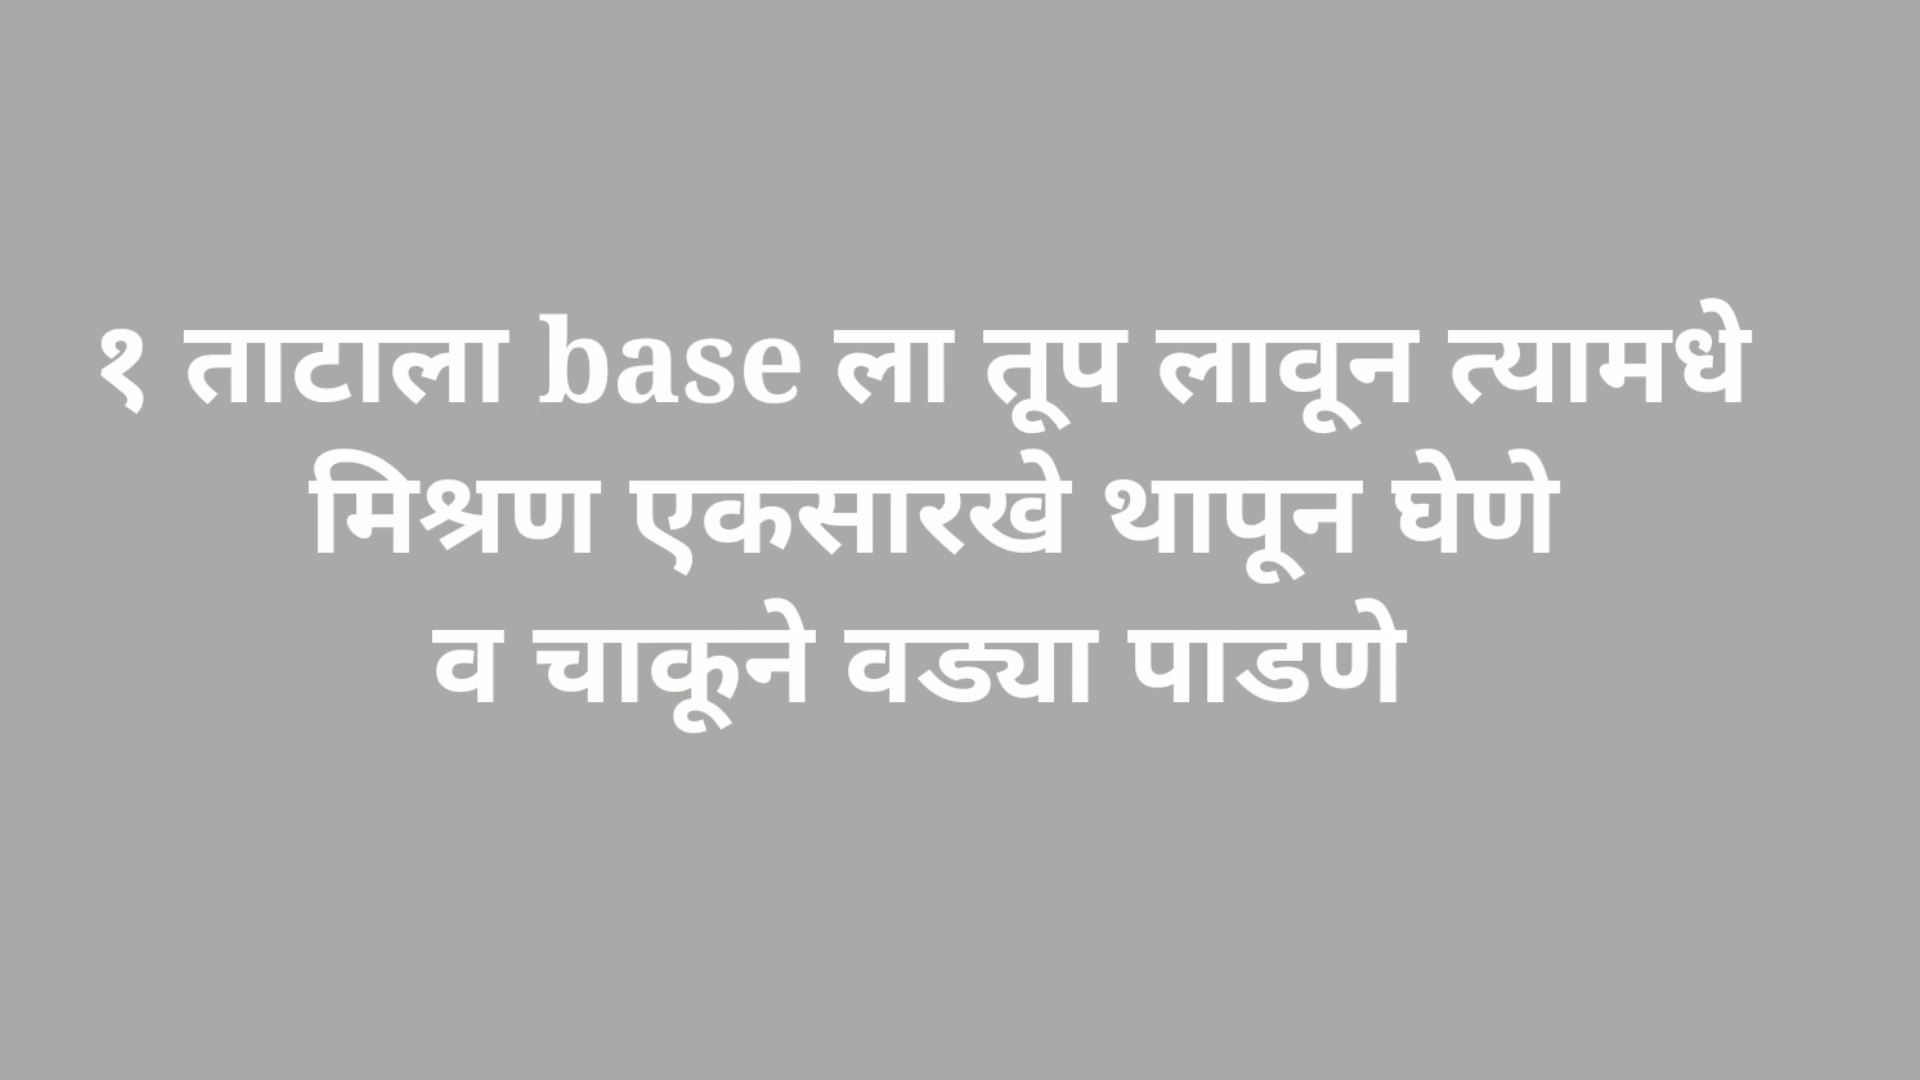 १ ताटाला base ला तूप लावून त्यामधे
मिश्रण एकसारखे थापून घेणे
व चाकूने वड्या पाडणे